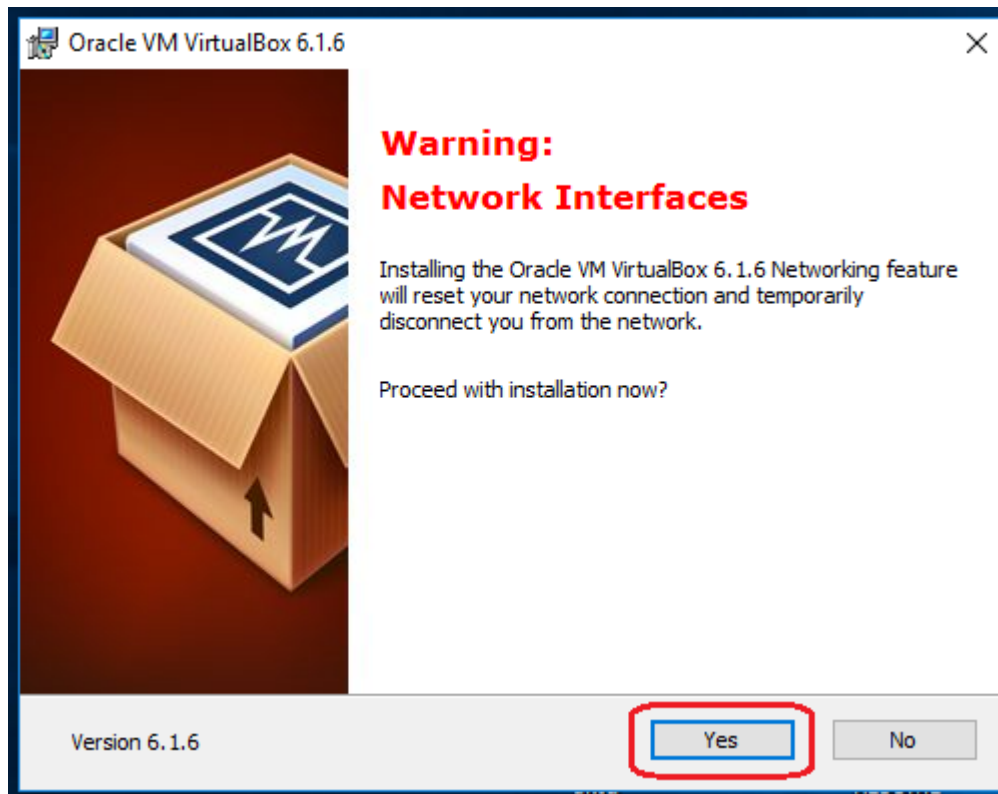 Oracle VM VirtualBox 6.1.6
Warning:
Network Interfaces
Installing the Oracle VM VirtualBox 6.1.6 Networking feature
will reset your network connection and temporarily
disconnect you from the network.
Proceed with installation now?
Version 6.1.6
Yes
No